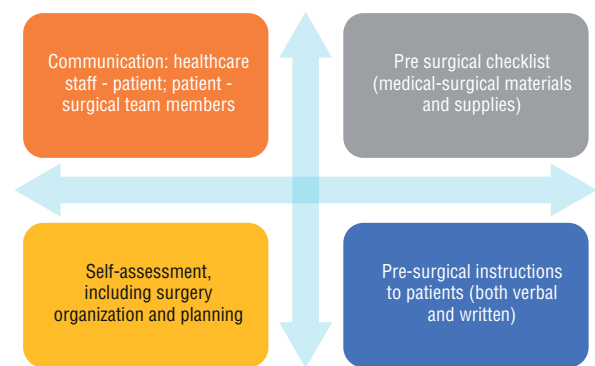 Communication: healthcare
staff - patient; patient -
surgical team members
Pre surgical checklist
(medical-surgical materials
and supplies)
Self-assessment,
including surgery
organization and planning
Pre-surgical instructions
to patients (both verbal
and written)